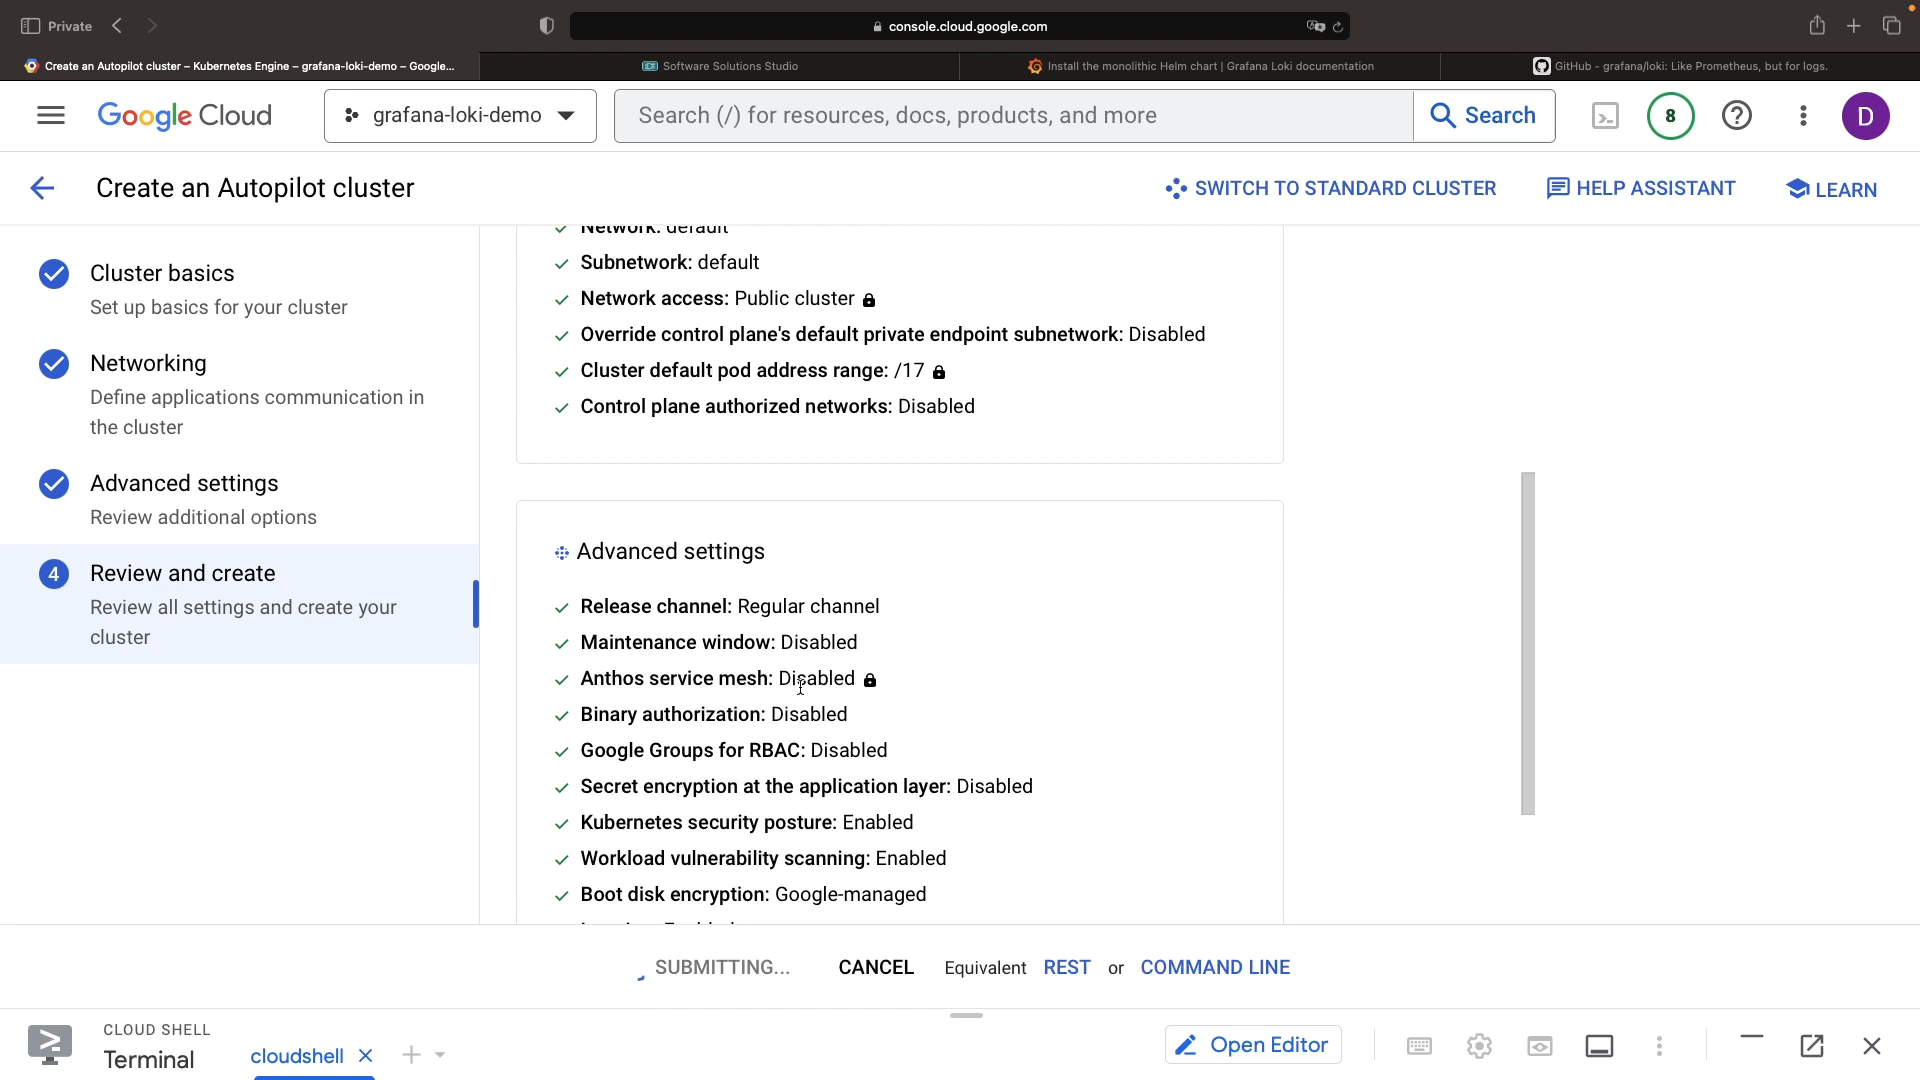 Private
console.cloud.google.com
Create an Autopilot cluster – Kubernetes Engine – grafana-loki-demo – Google...
Software Solutions Studio
Install the monolithic Helm chart | Grafana Loki documentation
GitHub - grafana/loki: Like Prometheus, but for logs.
Google Cloud
grafana-loki-demo
Search (/) for resources, docs, products, and more
Search
8
D
Create an Autopilot cluster
SWITCH TO STANDARD CLUSTER
HELP ASSISTANT
LEARN
Cluster basics
Set up basics for your cluster
Networking
Define applications communication in
the cluster
Advanced settings
Review additional options
4
Review and create
Review all settings and create your
cluster
Network: default
Subnetwork: default
Network access: Public cluster
Override control plane's default private endpoint subnetwork: Disabled
Cluster default pod address range: /17
Control plane authorized networks: Disabled
Advanced settings
Release channel: Regular channel
Maintenance window: Disabled
Anthos service mesh: Disabled
Binary authorization: Disabled
Google Groups for RBAC: Disabled
Secret encryption at the application layer: Disabled
Kubernetes security posture: Enabled
Workload vulnerability scanning: Enabled
Boot disk encryption: Google-managed
SUBMITTING...
CANCEL
Equivalent REST or COMMAND LINE
CLOUD SHELL
Terminal
cloudshell
Open Editor